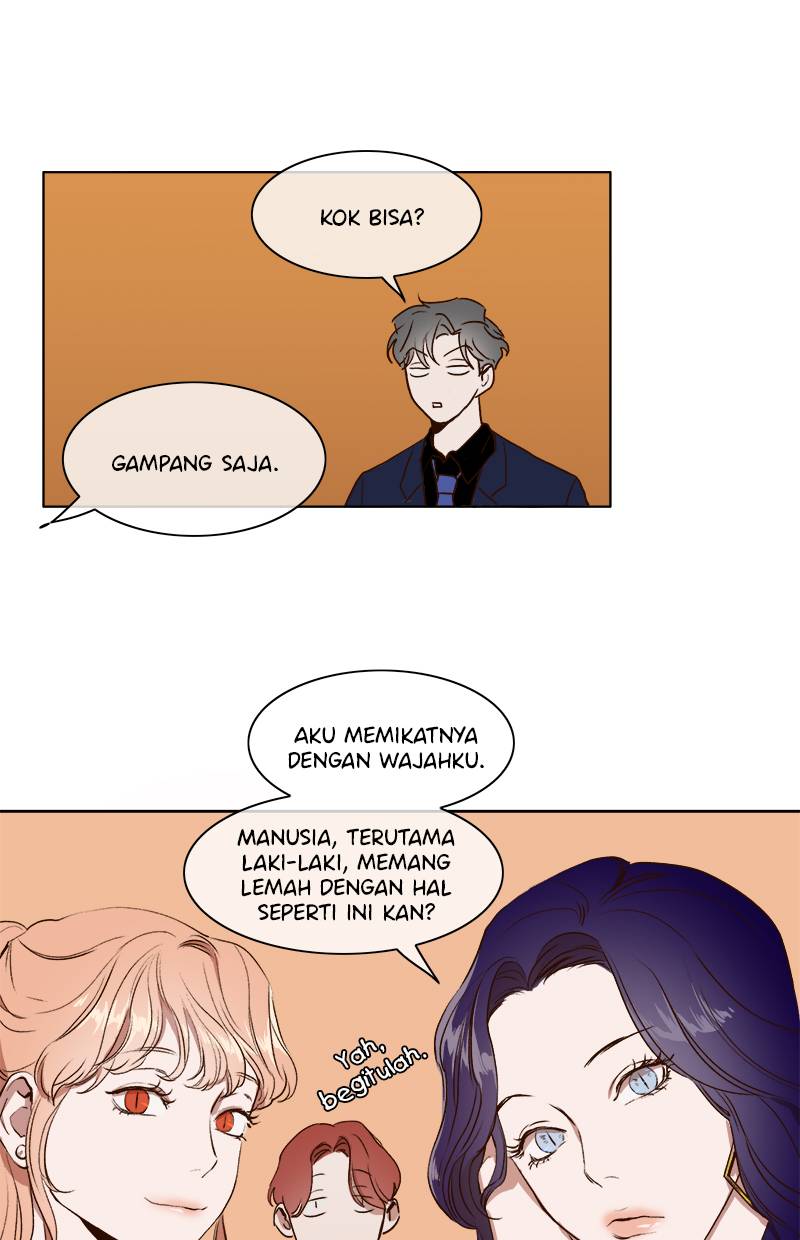 KOK BISA?
GAMPANG SAJA.
AKU MEMIKATNYA
DENGAN WAJAHKU.
MANUSIA, TERUTAMA
LAKI-LAKI, MEMANG
LEMAH DENGAN HAL
SEPERTI INI KAN?
Yah,
begitulah.